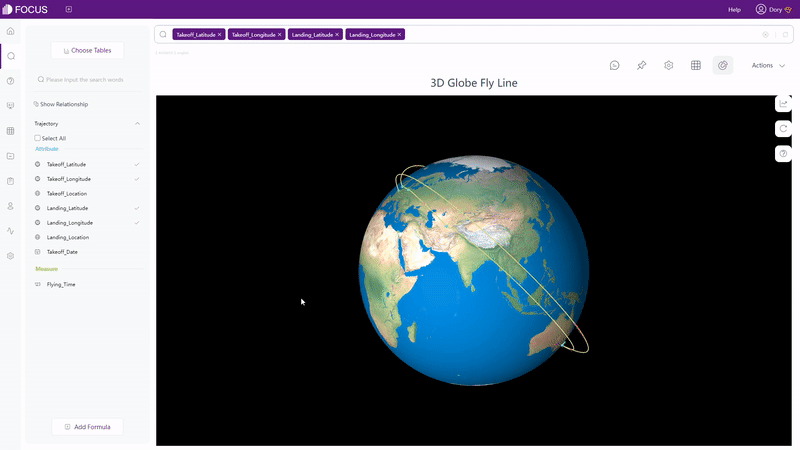 FOCUS
Help
Dory
Takeoff_Latitude ×
Takeoff_Longitude ×
Landing_Latitude ×
Landing_Longitude ×
Choose Tables
Please input the search words
Show Relationship
Trajectory
Select All
Attribute
Takeoff_Latitude
Takeoff_Longitude
Takeoff_Location
Landing_Latitude
Landing_Longitude
Landing_Location
Takeoff_Date
Measure
Flying_Time
Add Formula
Actions
3D Globe Fly Line